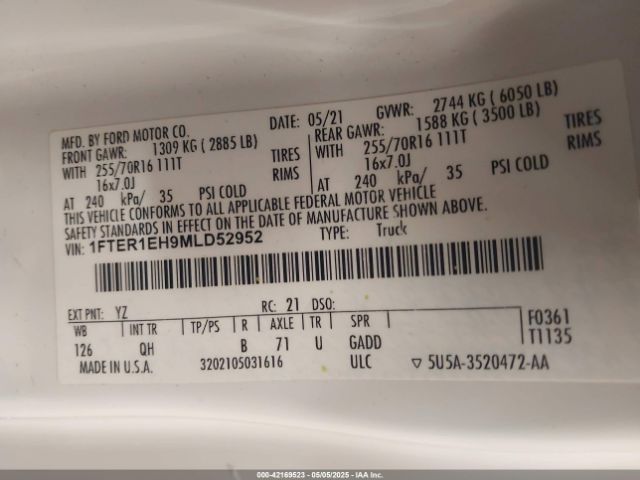 MFD. BY FORD MOTOR CO. DATE: 05/21 GVWR: 2744 KG ( 6050 LB)
FRONT GAWR: 1309 KG ( 2885 LB) REAR GAWR: 1588 KG ( 3500 LB)
WITH 255/70R16 111T TIRES WITH 255/70R16 111T TIRES
16x7.0J RIMS 16x7.0J RIMS
AT 240 kPa/ 35 PSI COLD AT 240 kPa/ 35 PSI COLD
THIS VEHICLE CONFORMS TO ALL APPLICABLE FEDERAL MOTOR VEHICLE
SAFETY STANDARDS IN EFFECT ON THE DATE OF MANUFACTURE SHOWN ABOVE.
VIN: 1FTER1EH9MLD52952 TYPE: Truck
EXT PNT: YZ RC: 21 DSO: F0361
WB INT TR TP/PS R AXLE TR SPR T1135
126 QH B 71 U GADD
MADE IN U.S.A. 3202105031616 ULC ▽ 5U5A-3520472-AA
000-42169523 - 05/05/2025 - IAAI Inc.